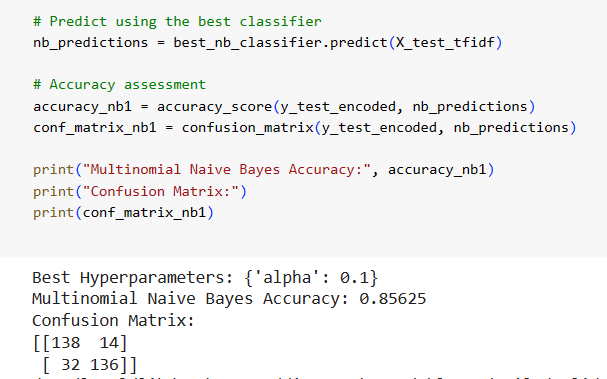 # Predict using the best classifier
nb_predictions = best_nb_classifier.predict(X_test_tfidf)
# Accuracy assessment
accuracy_nb1 = accuracy_score(y_test_encoded, nb_predictions)
conf_matrix_nb1 = confusion_matrix(y_test_encoded, nb_predictions)
print("Multinomial Naive Bayes Accuracy:", accuracy_nb1)
print("Confusion Matrix:")
print(conf_matrix_nb1)
Best Hyperparameters: {'alpha': 0.1}
Multinomial Naive Bayes Accuracy: 0.85625
Confusion Matrix:
[[138  14]
 [ 32 136]]